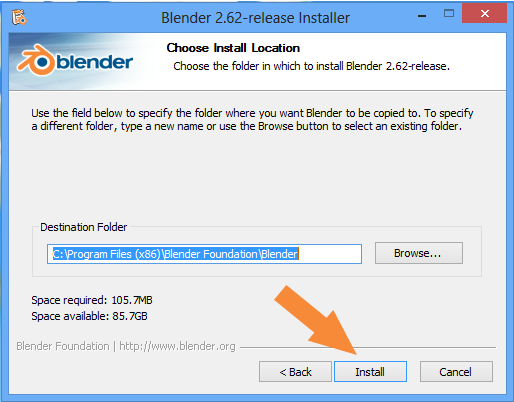 Blender 2.62-release Installer
blender
Choose Install Location
Choose the folder in which to install Blender 2.62-release.
Use the field below to specify the folder where you want Blender to be copied to. To specify
a different folder, type a new name or use the Browse button to select an existing folder.
Destination Folder
C:\Program Files (x86)\Blender Foundation\Blender
Browse...
Space required: 105.7MB
Space available: 85.7GB
Blender Foundation | http://www.blender.org
< Back
Install
Cancel